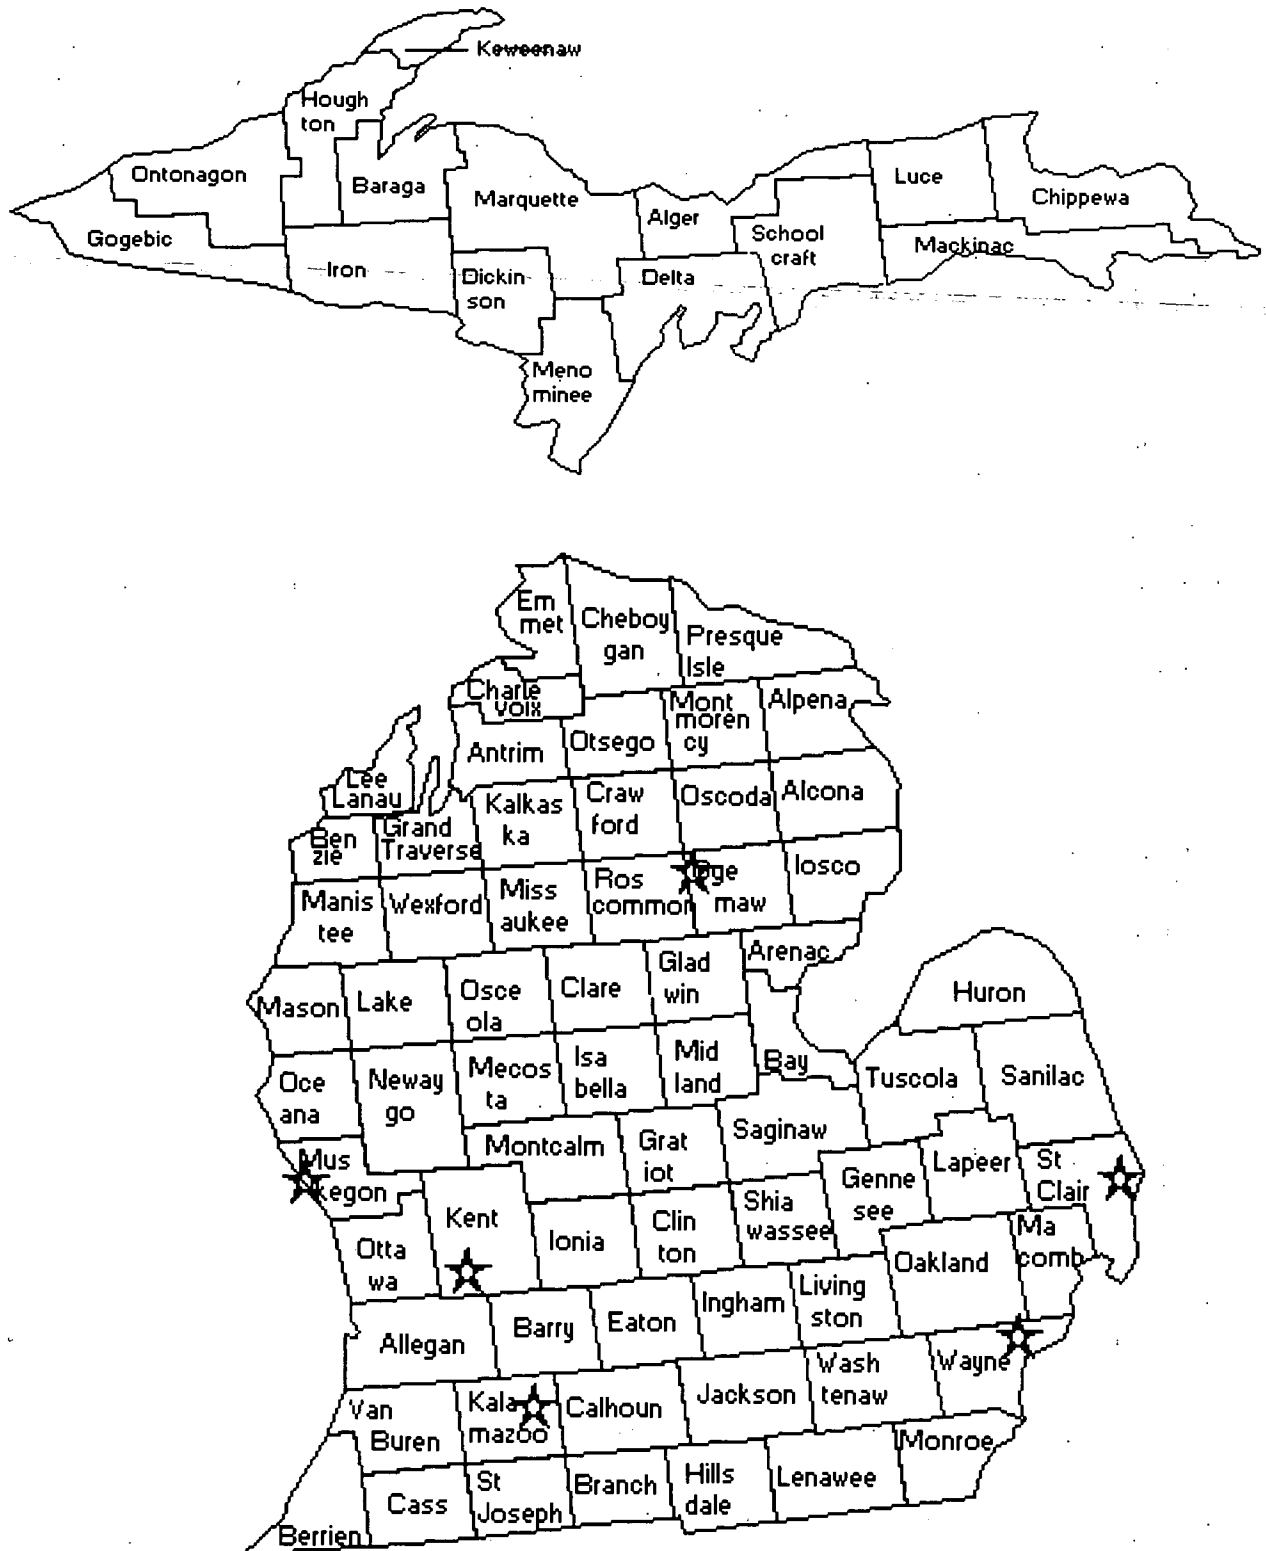 Keweenaw
Hough
ton
Ontonagon
Baraga
Marquette
Luce
Chippewa
Alger
School
craft
Gogebic
Mackinac
Iron
Dickin-
son
Delta
Meno
minee
Em
met
Cheboy
gan
Presque
Isle
Charle
voix
Mont
moren
cy
Alpena
Antrim
Otsego
Lee
Lanau
Kalkas
ka
Craw
ford
Oscoda
Alcona
Ben
zie
Grand
Traverse
Manis
tee
Wexford
Miss
aukee
Ros
common
Oge
maw
Iosco
Arenac
Mason
Lake
Osce
ola
Clare
Glad
win
Huron
Oce
ana
Neway
go
Mecos
ta
Isa
bella
Mid
land
Bay
Tuscola
Sanilac
Mus
kegon
Montcalm
Grat
iot
Saginaw
Genne
see
Lapeer
St
Clair
Kent
Ionia
Clin
ton
Shia
wassee
Otta
wa
Oakland
Ma
comb
Allegan
Barry
Eaton
Ingham
Living
ston
Van
Buren
Kala
mazoo
Calhoun
Jackson
Wash
tenaw
Wayne
Berrien
Cass
St
Joseph
Branch
Hills
dale
Lenawee
Monroe